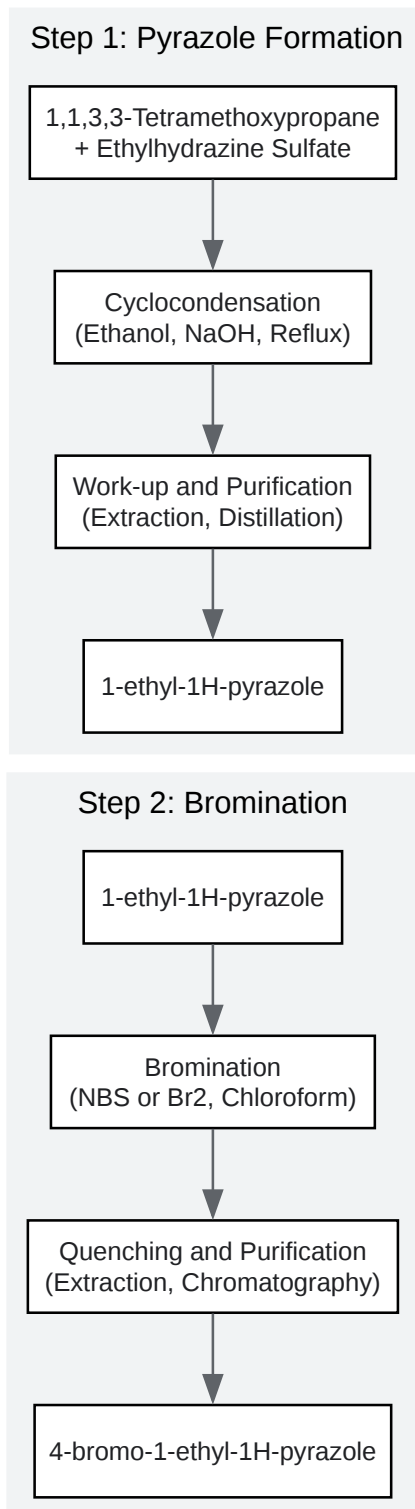 Step 1: Pyrazole Formation
1,1,3,3-Tetramethoxypropane
+ Ethylhydrazine Sulfate
Cyclocondensation
(Ethanol, NaOH, Reflux)
Work-up and Purification
(Extraction, Distillation)
1-ethyl-1H-pyrazole
Step 2: Bromination
1-ethyl-1H-pyrazole
Bromination
(NBS or Br2, Chloroform)
Quenching and Purification
(Extraction, Chromatography)
4-bromo-1-ethyl-1H-pyrazole